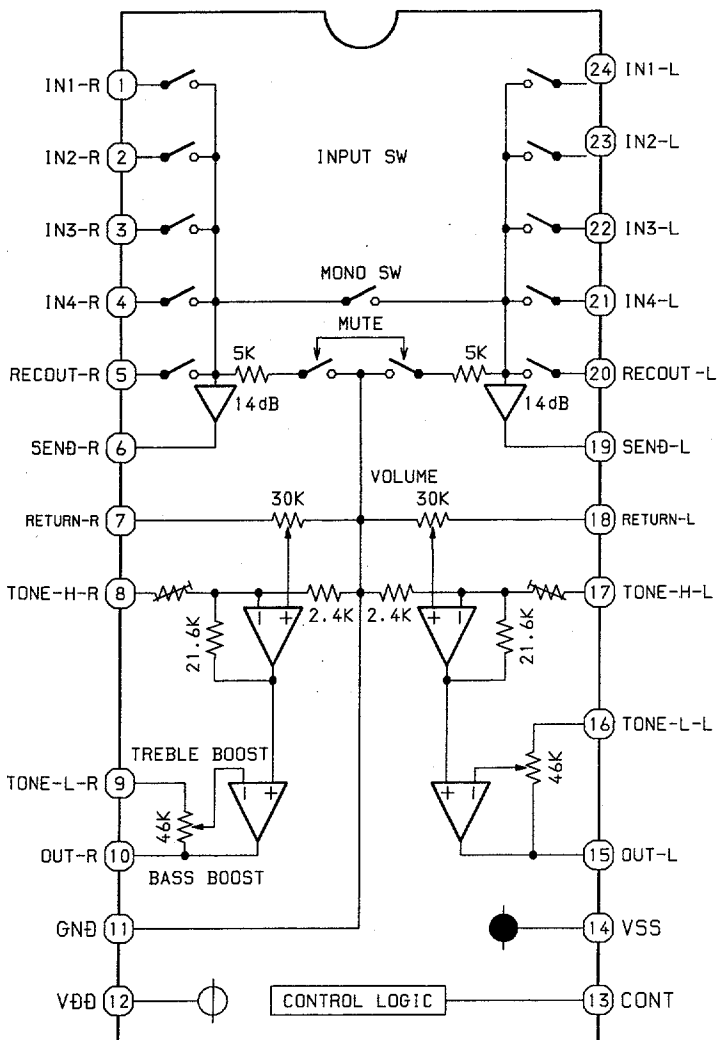 IN1-R 1
24 IN1-L
IN2-R 2
INPUT SW
23 IN2-L
IN3-R 3
22 IN3-L
MONO SW
IN4-R 4
21 IN4-L
MUTE
5K
5K
RECOUT-R 5
20 RECOUT-L
14dB
14dB
SEND-R 6
19 SEND-L
VOLUME
30K
30K
RETURN-R 7
18 RETURN-L
TONE-H-R 8
17 TONE-H-L
− +
+ −
2.4K
2.4K
21.6K
21.6K
16 TONE-L-L
TREBLE BOOST
TONE-L-R 9
− +
+ −
46K
46K
OUT-R 10
15 OUT-L
BASS BOOST
GND 11
14 VSS
VDD 12
CONTROL LOGIC
13 CONT